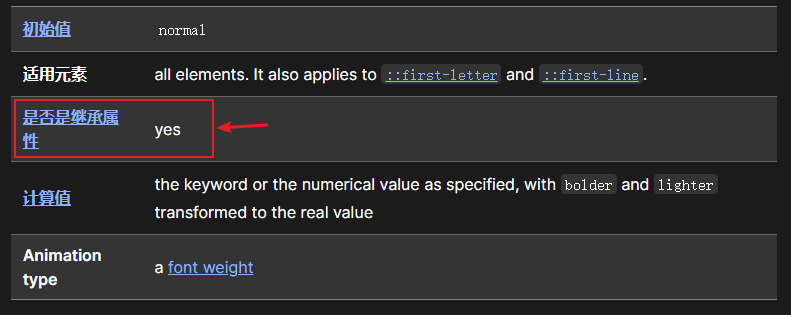 初始值 normal
适用元素 all elements. It also applies to ::first-letter and ::first-line.
是否是继承属
性 yes
计算值 the keyword or the numerical value as specified, with bolder and lighter
transformed to the real value
Animation
type a font weight